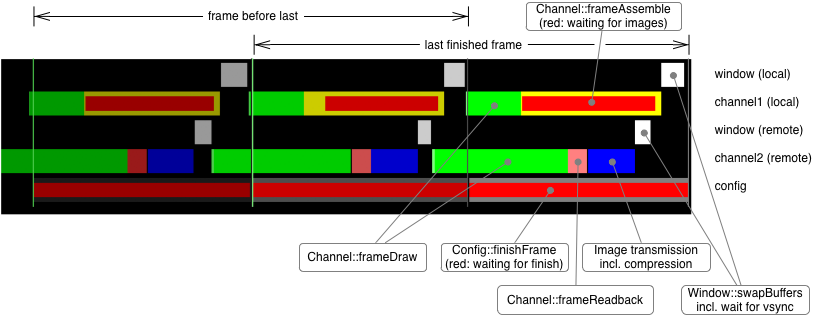 frame before last
Channel::frameAssemble
(red: waiting for images)
last finished frame
window (local)
channel1 (local)
window (remote)
channel2 (remote)
config
Channel::frameDraw
Config::finishFrame
(red: waiting for finish)
Image transmission
incl. compression
Channel::frameReadback
Window::swapBuffers
incl. wait for vsync